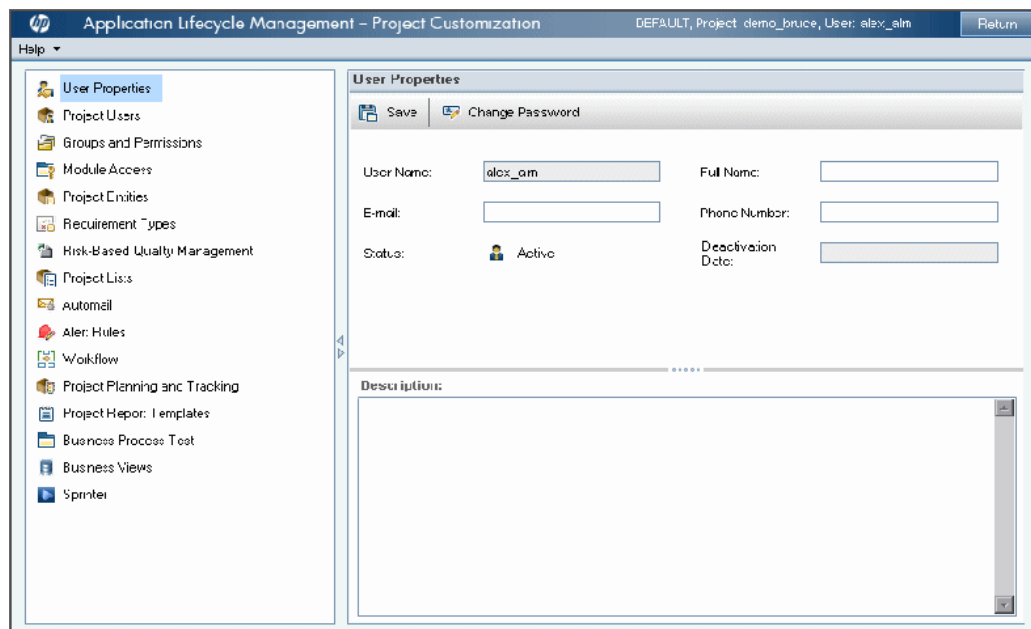 hp Application Lifecycle Management – Project Customization DEFAULT, Project: demo_bruce, User: alex_alm Return
Help
User Properties
Project Users
Groups and Permissions
Module Access
Project Entities
Requirement Types
Risk-Based Quality Management
Project Lists
Automail
Alert Rules
Workflow
Project Planning and Tracking
Project Report Templates
Business Process Test
Business Views
Sprinter
User Properties
Save Change Password
User Name: alex_alm Full Name:
E-mail: Phone Number:
Status: Active Deactivation
Date:
Description: